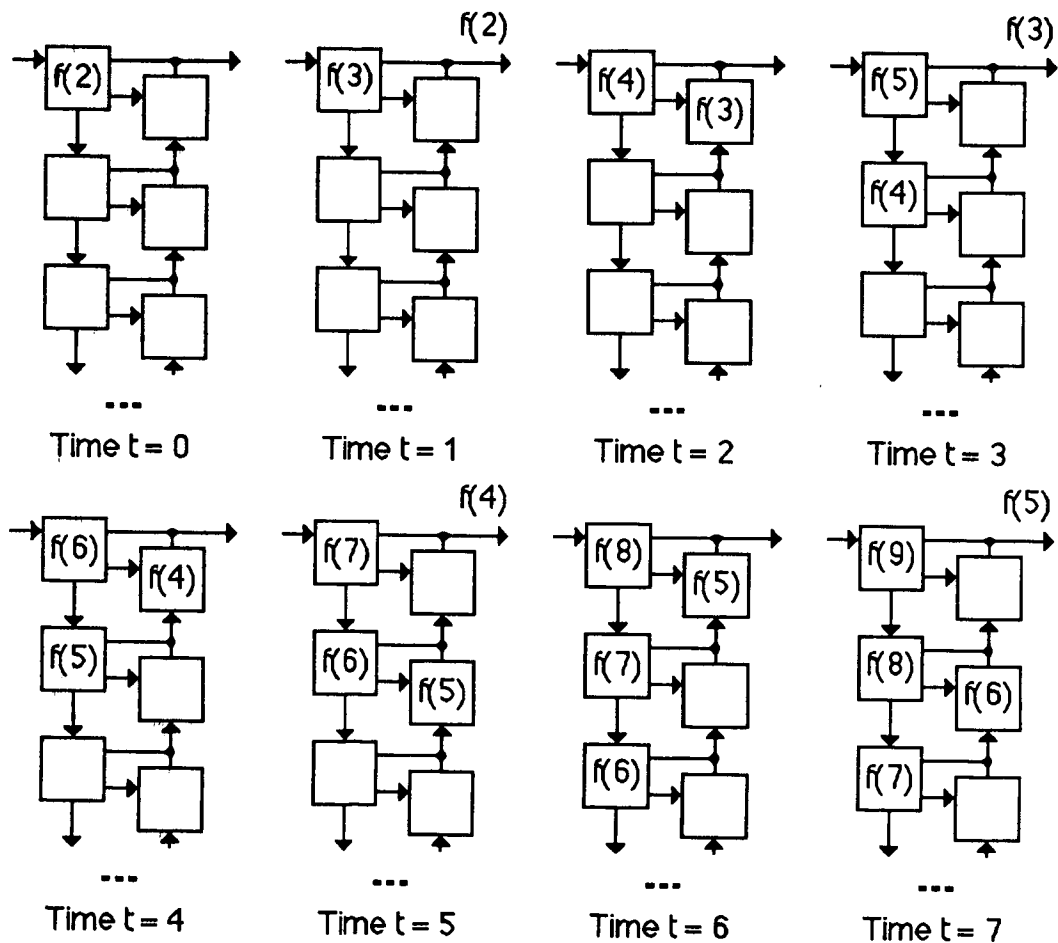 f(2) f(3)
f(2) f(3) f(4) f(5)
f(3)
f(4)
... ... ... ...
Time t = 0 Time t = 1 Time t = 2 Time t = 3
f(4) f(5)
f(6) f(7) f(8) f(9)
f(4) f(5)
f(5) f(6) f(7) f(8)
f(5) f(6)
f(6) f(7)
... ... ... ...
Time t = 4 Time t = 5 Time t = 6 Time t = 7